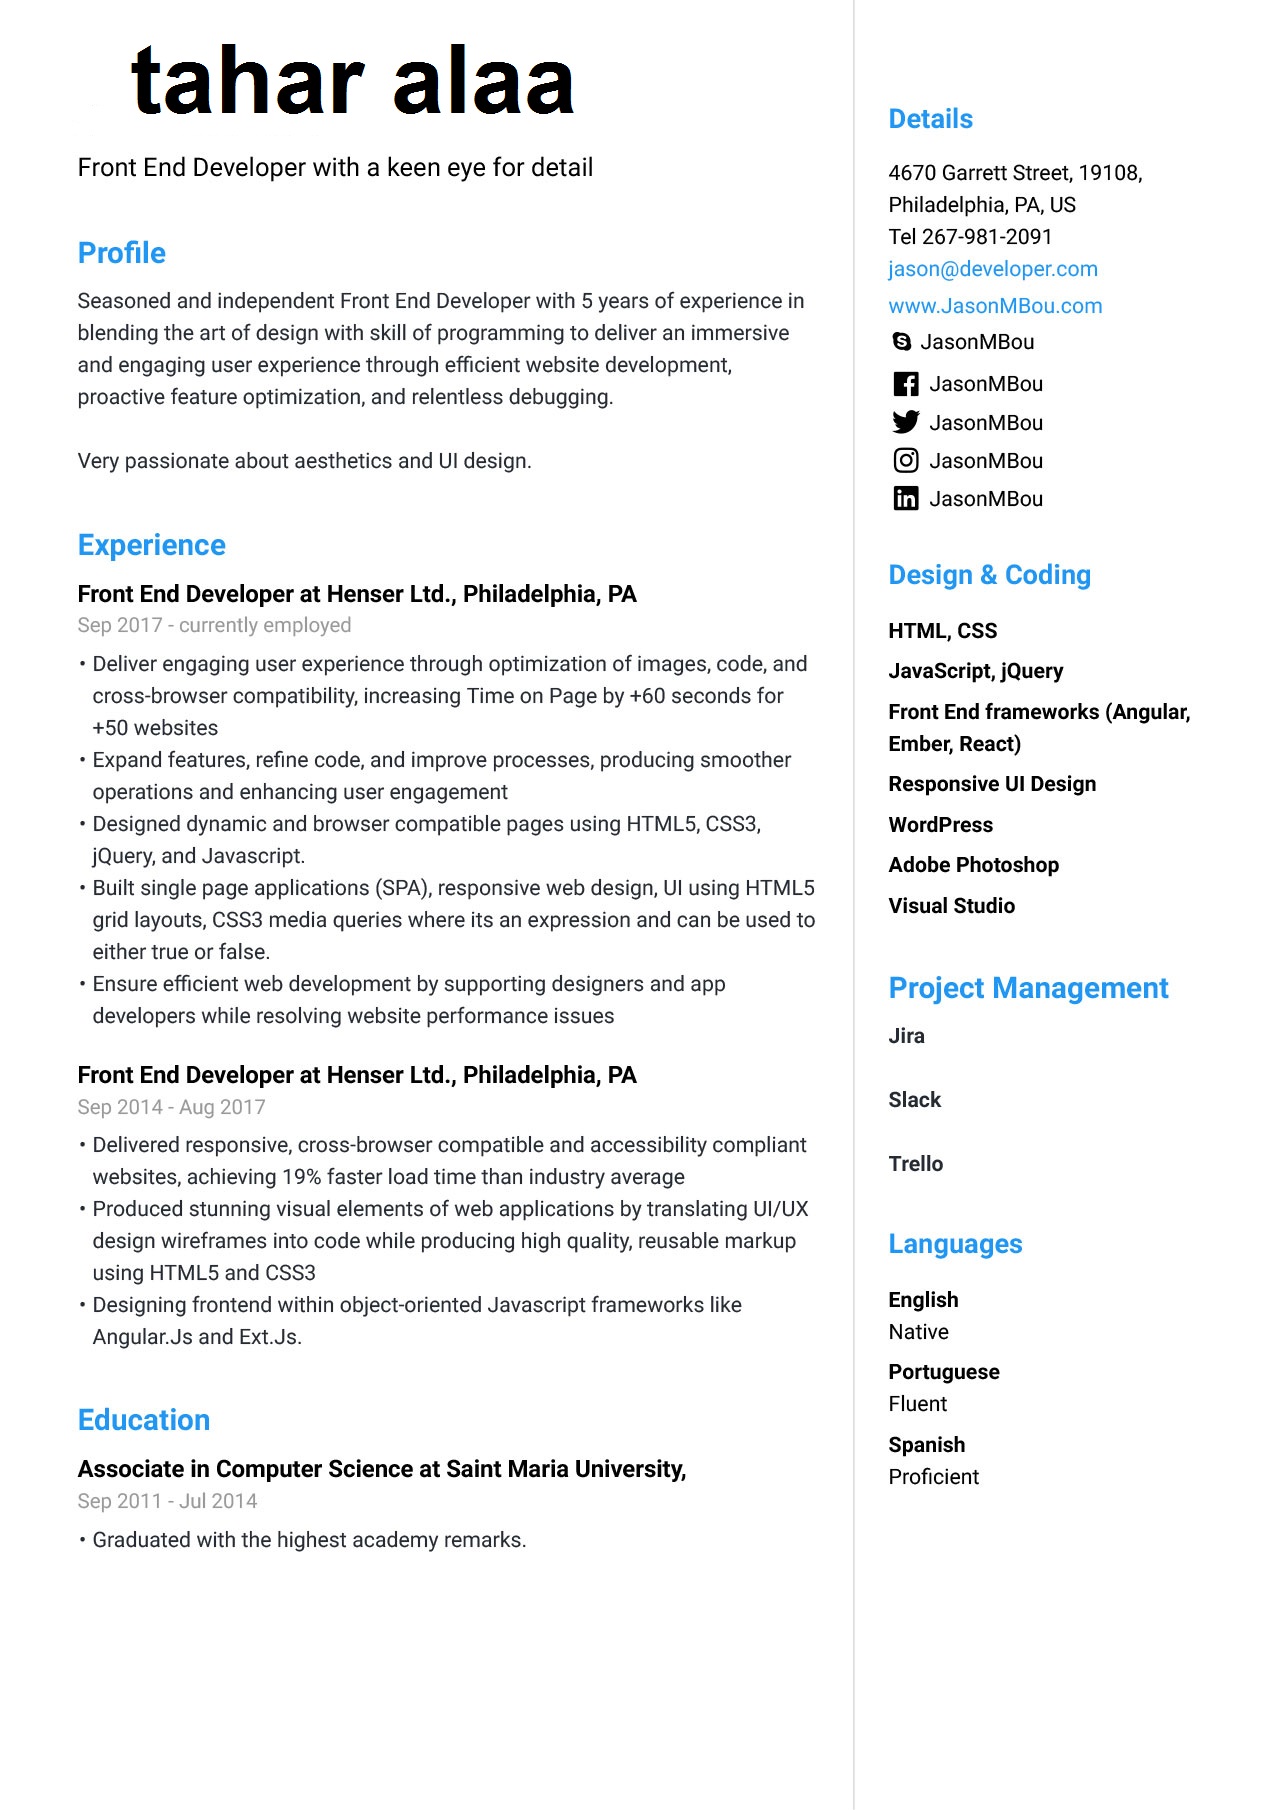 tahar alaa
Front End Developer with a keen eye for detail
Profile
Seasoned and independent Front End Developer with 5 years of experience in
blending the art of design with skill of programming to deliver an immersive
and engaging user experience through efficient website development,
proactive feature optimization, and relentless debugging.
Very passionate about aesthetics and UI design.
Experience
Front End Developer at Henser Ltd., Philadelphia, PA
Sep 2017 - currently employed
• Deliver engaging user experience through optimization of images, code, and
cross-browser compatibility, increasing Time on Page by +60 seconds for
+50 websites
• Expand features, refine code, and improve processes, producing smoother
operations and enhancing user engagement
• Designed dynamic and browser compatible pages using HTML5, CSS3,
jQuery, and Javascript.
• Built single page applications (SPA), responsive web design, UI using HTML5
grid layouts, CSS3 media queries where its an expression and can be used to
either true or false.
• Ensure efficient web development by supporting designers and app
developers while resolving website performance issues
Front End Developer at Henser Ltd., Philadelphia, PA
Sep 2014 - Aug 2017
• Delivered responsive, cross-browser compatible and accessibility compliant
websites, achieving 19% faster load time than industry average
• Produced stunning visual elements of web applications by translating UI/UX
design wireframes into code while producing high quality, reusable markup
using HTML5 and CSS3
• Designing frontend within object-oriented Javascript frameworks like
Angular.Js and Ext.Js.
Education
Associate in Computer Science at Saint Maria University,
Sep 2011 - Jul 2014
• Graduated with the highest academy remarks.
Details
4670 Garrett Street, 19108,
Philadelphia, PA, US
Tel 267-981-2091
jason@developer.com
www.JasonMBou.com
JasonMBou
JasonMBou
JasonMBou
JasonMBou
JasonMBou
Design & Coding
HTML, CSS
JavaScript, jQuery
Front End frameworks (Angular,
Ember, React)
Responsive UI Design
WordPress
Adobe Photoshop
Visual Studio
Project Management
Jira
Slack
Trello
Languages
English
Native
Portuguese
Fluent
Spanish
Proficient